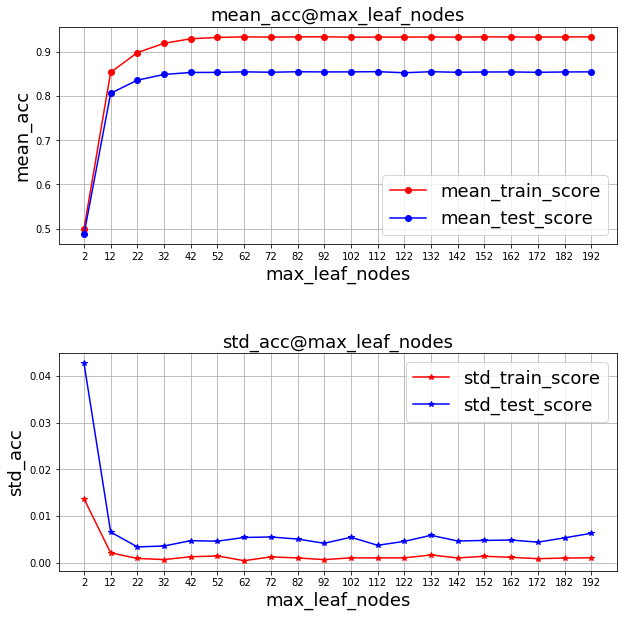 mean_acc@max_leaf_nodes
0.9
0.8
0.7
0.6
0.5
mean_acc
mean_train_score
mean_test_score
2 12 22 32 42 52 62 72 82 92 102 112 122 132 142 152 162 172 182 192
max_leaf_nodes
std_acc@max_leaf_nodes
0.04
0.03
0.02
0.01
0.00
std_acc
std_train_score
std_test_score
2 12 22 32 42 52 62 72 82 92 102 112 122 132 142 152 162 172 182 192
max_leaf_nodes